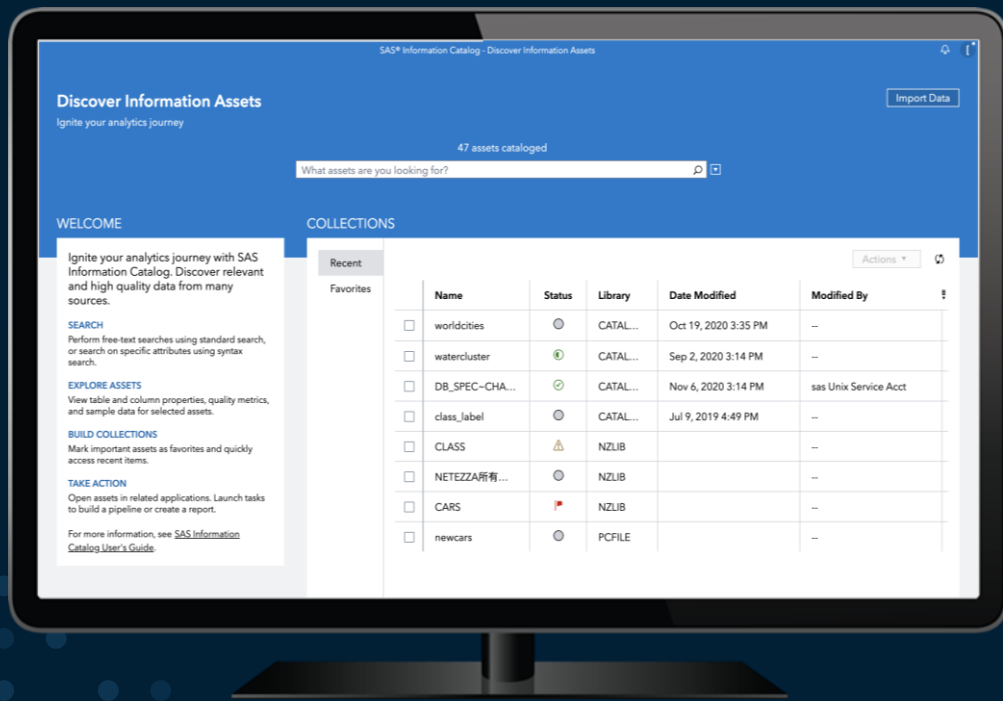 SAS® Information Catalog - Discover Information Assets
Discover Information Assets
Import Data
Ignite your analytics journey
47 assets cataloged
What assets are you looking for?
WELCOME
Ignite your analytics journey with SAS
Information Catalog. Discover relevant
and high quality data from many
sources.
SEARCH
Perform free-text searches using standard search,
or search on specific attributes using syntax
search.
EXPLORE ASSETS
View table and column properties, quality metrics,
and sample data for selected assets.
BUILD COLLECTIONS
Mark important assets as favorites and quickly
access recent items.
TAKE ACTION
Open assets in related applications. Launch tasks
to build a pipeline or create a report.
For more information, see SAS Information
Catalog User's Guide.
COLLECTIONS
Recent
Favorites
Actions
Name Status Library Date Modified Modified By
worldcities CATAL... Oct 19, 2020 3:35 PM --
watercluster CATAL... Sep 2, 2020 3:14 PM --
DB_SPEC~CHA... CATAL... Nov 6, 2020 3:14 PM sas Unix Service Acct
class_label CATAL... Jul 9, 2019 4:49 PM --
CLASS NZLIB --
NETEZZA所有... NZLIB --
CARS NZLIB --
newcars PCFILE --